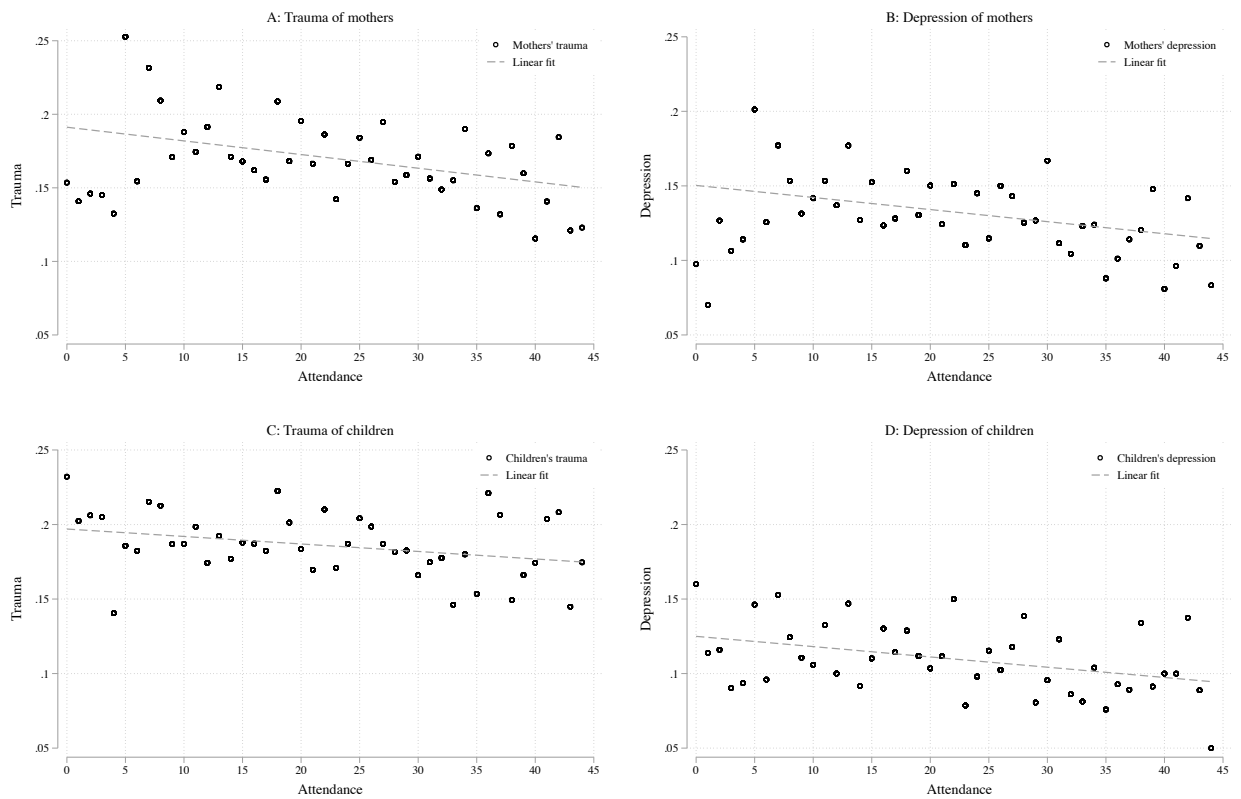 A: Trauma of mothers
.25
.2
.15
.1
.05
Trauma
Mothers' trauma
Linear fit
0 5 10 15 20 25 30 35 40 45
Attendance
B: Depression of mothers
.25
.2
.15
.1
.05
Depression
Mothers' depression
Linear fit
0 5 10 15 20 25 30 35 40 45
Attendance
C: Trauma of children
.25
.2
.15
.1
.05
Trauma
Children's trauma
Linear fit
0 5 10 15 20 25 30 35 40 45
Attendance
D: Depression of children
.25
.2
.15
.1
.05
Depression
Children's depression
Linear fit
0 5 10 15 20 25 30 35 40 45
Attendance